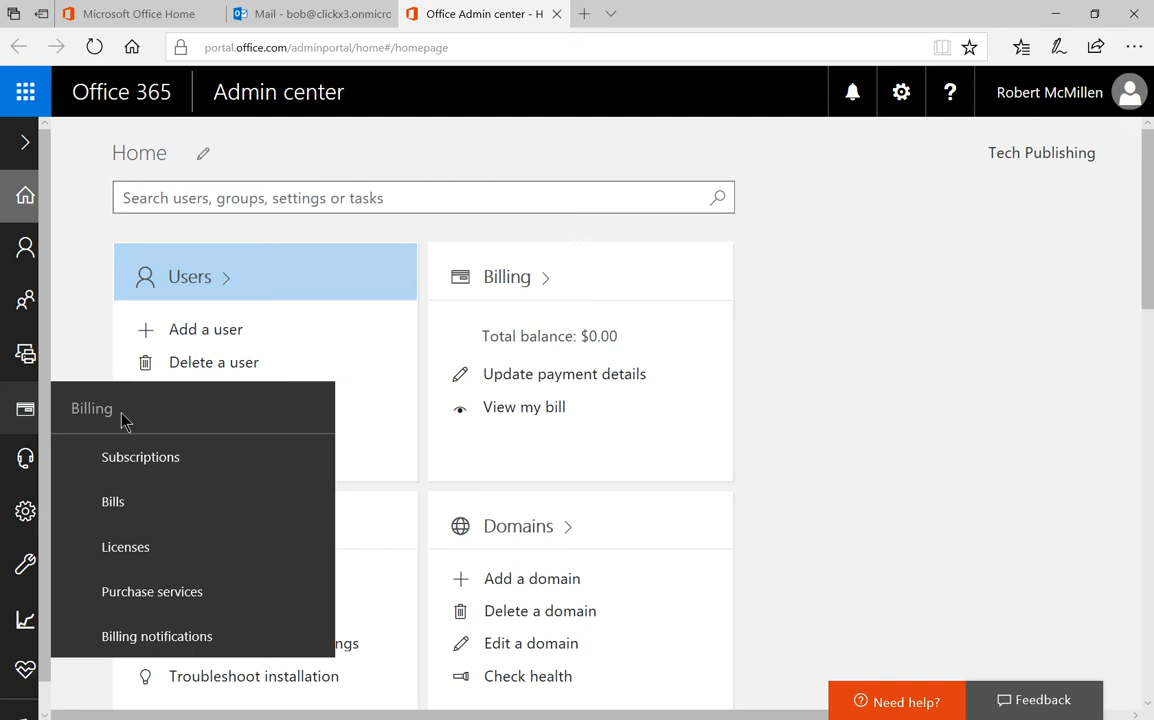 Microsoft Office Home
Mail - bob@clickx3.onmicro
Office Admin center - H
portal.office.com/adminportal/home#/homepage
Office 365
Admin center
Robert McMillen
Home
Tech Publishing
Search users, groups, settings or tasks
Users
Billing
Add a user
Total balance: $0.00
Delete a user
Update payment details
View my bill
Billing
Subscriptions
Bills
Licenses
Purchase services
Billing notifications
Domains
Add a domain
Delete a domain
ngs
Edit a domain
Troubleshoot installation
Check health
Need help?
Feedback